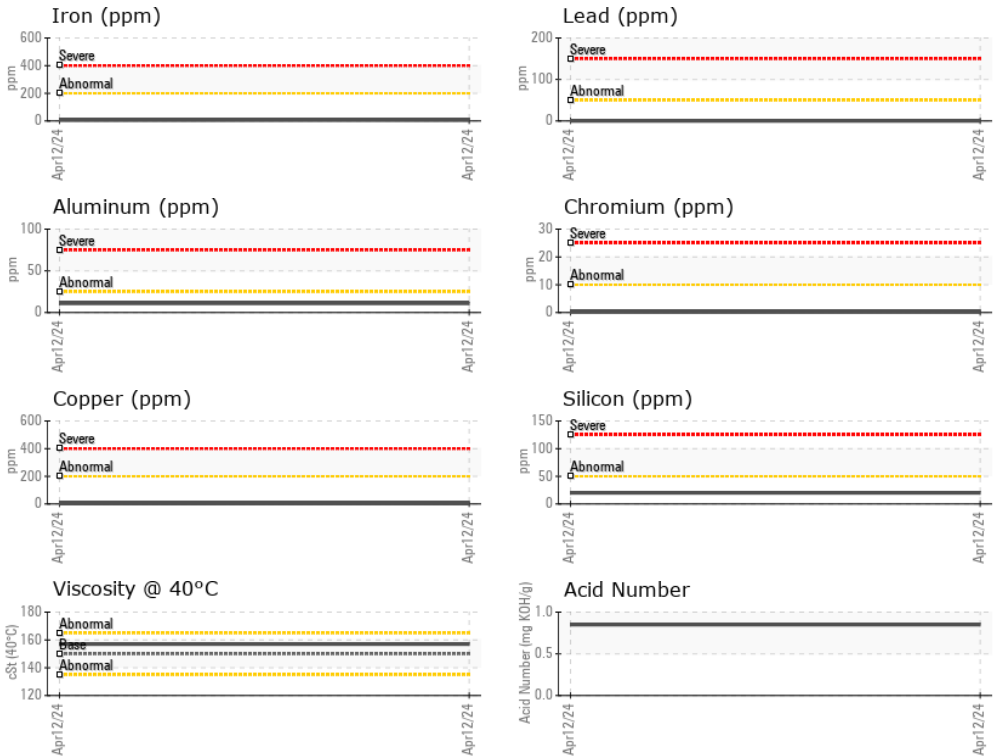 Iron (ppm)
600
400
200
0
ppm
Severe
Abnormal
Apr12/24
Apr12/24
Lead (ppm)
200
100
0
ppm
Severe
Abnormal
Apr12/24
Apr12/24
Aluminum (ppm)
100
50
0
ppm
Severe
Abnormal
Apr12/24
Apr12/24
Chromium (ppm)
30
20
10
0
ppm
Severe
Abnormal
Apr12/24
Apr12/24
Copper (ppm)
600
400
200
0
ppm
Severe
Abnormal
Apr12/24
Apr12/24
Silicon (ppm)
150
100
50
0
ppm
Severe
Abnormal
Apr12/24
Apr12/24
Viscosity @ 40°C
180
160
140
120
cSt (40°C)
Abnormal
Base
Abnormal
Apr12/24
Apr12/24
Acid Number
1.0
0.5
0.0
Acid Number (mg KOH/g)
Apr12/24
Apr12/24